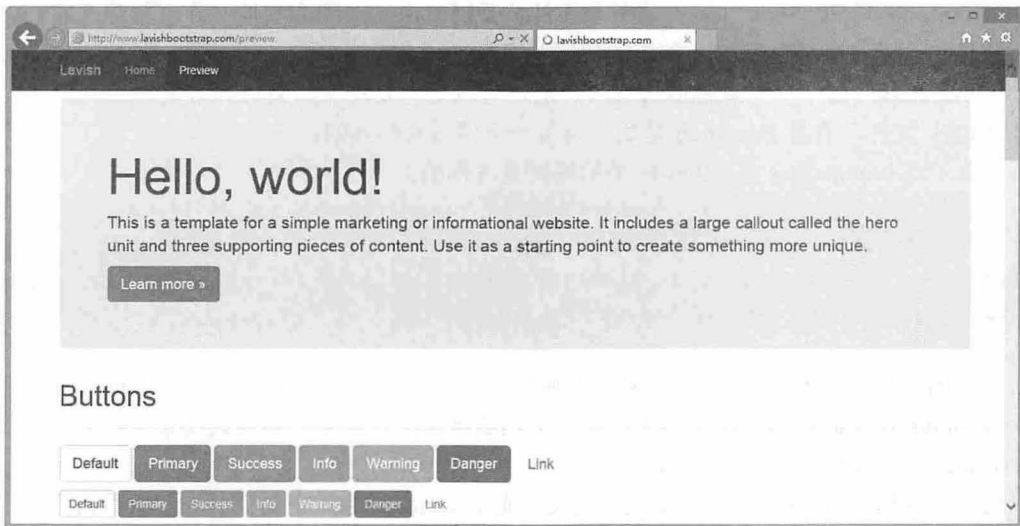 http://www.lavishbootstrap.com/preview
lavishbootstrap.com
Lavish Home Preview
Hello, world!
This is a template for a simple marketing or informational website. It includes a large callout called the hero
unit and three supporting pieces of content. Use it as a starting point to create something more unique.
Learn more »
Buttons
Default Primary Success Info Warning Danger Link
Default Primary Success Info Warning Danger Link